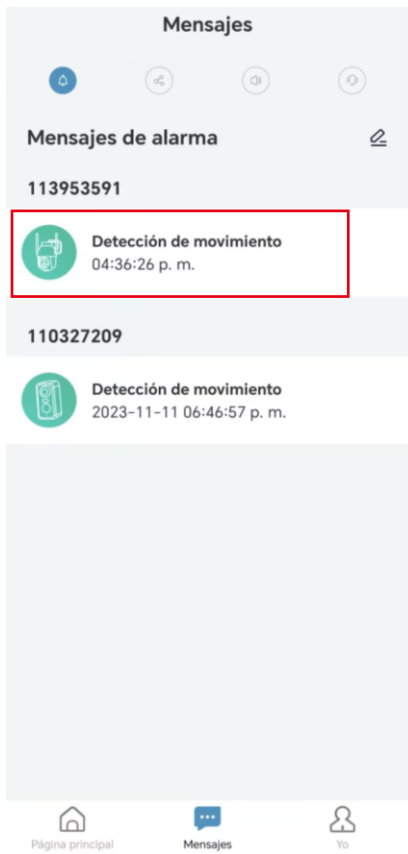 Mensajes
Mensajes de alarma
113953591
Detección de movimiento
04:36:26 p. m.
110327209
Detección de movimiento
2023-11-11 06:46:57 p. m.
Página principal
Mensajes
Yo